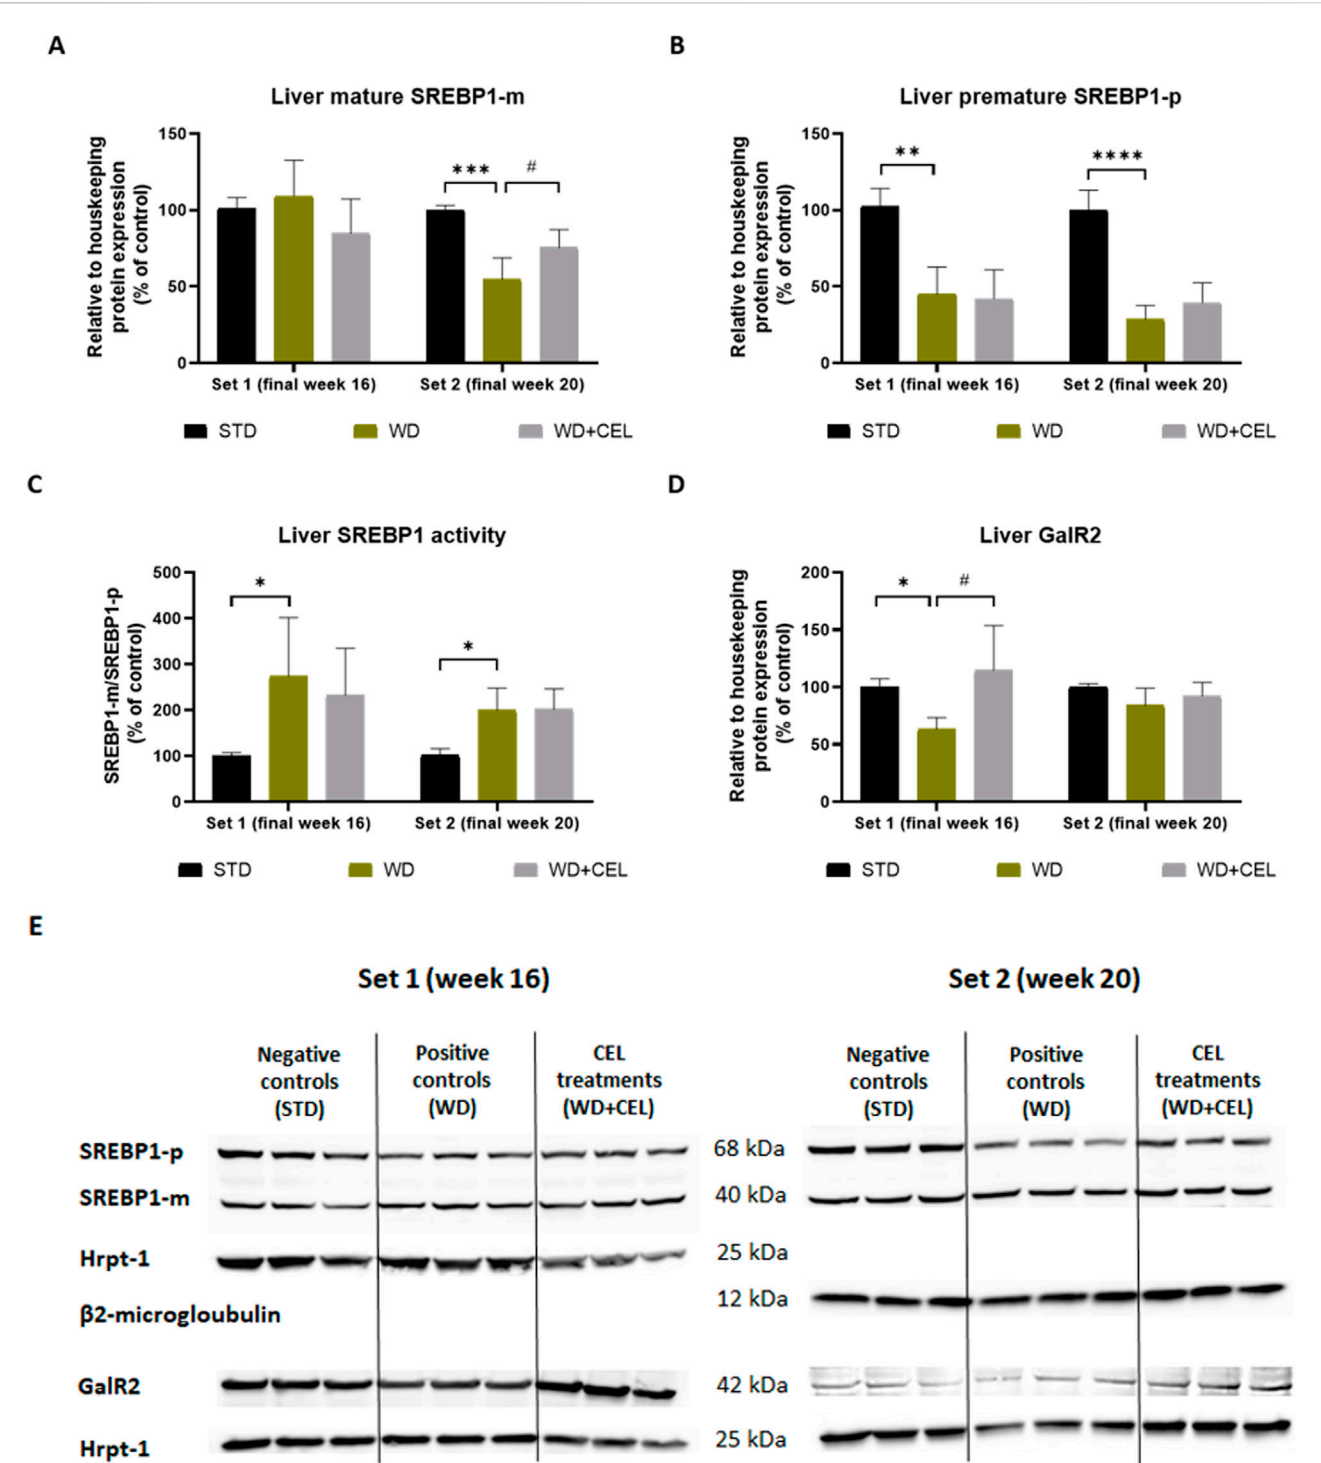 A
Liver mature SREBP1-m
Relative to houskeeping
protein expression
(% of control)
150
100
50
0
***
#
Set 1 (final week 16)
Set 2 (final week 20)
STD
WD
WD+CEL
B
Liver premature SREBP1-p
Relative to houskeeping
protein expression
(% of control)
150
100
50
0
**
****
Set 1 (final week 16)
Set 2 (final week 20)
STD
WD
WD+CEL
C
Liver SREBP1 activity
SREBP1-m/SREBP1-p
(% of control)
500
400
300
200
100
0
*
*
Set 1 (final week 16)
Set 2 (final week 20)
STD
WD
WD+CEL
D
Liver GalR2
Relative to housekeeping
protein expression
(% of control)
200
150
100
50
0
*
#
Set 1 (final week 16)
Set 2 (final week 20)
STD
WD
WD+CEL
E
Set 1 (week 16)
Set 2 (week 20)
Negative
controls
(STD)
Positive
controls
(WD)
CEL
treatments
(WD+CEL)
Negative
controls
(STD)
Positive
controls
(WD)
CEL
treatments
(WD+CEL)
SREBP1-p
68 kDa
SREBP1-m
40 kDa
Hrpt-1
25 kDa
β2-microgloubulin
12 kDa
GalR2
42 kDa
Hrpt-1
25 kDa